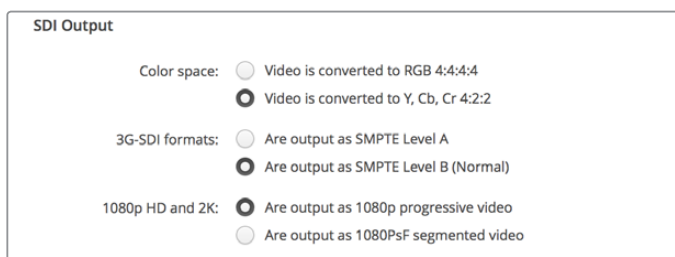 SDI Output
Color space: Video is converted to RGB 4:4:4:4
Video is converted to Y, Cb, Cr 4:2:2
3G-SDI formats: Are output as SMPTE Level A
Are output as SMPTE Level B (Normal)
1080p HD and 2K: Are output as 1080p progressive video
Are output as 1080PsF segmented video